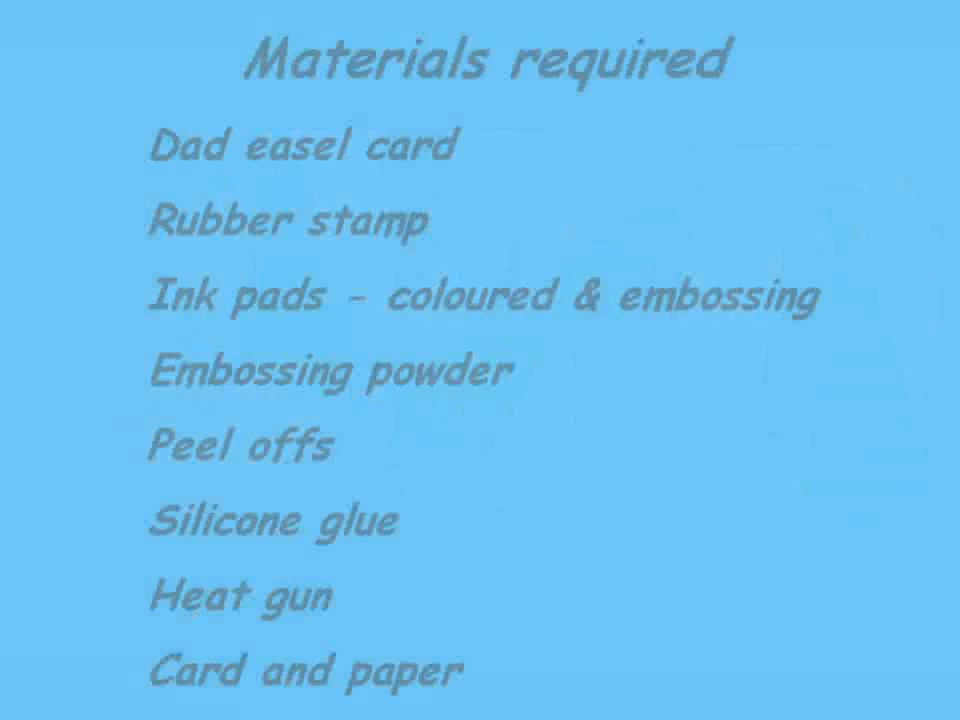 Materials required
Dad easel card
Rubber stamp
Ink pads - coloured & embossing
Embossing powder
Peel offs
Silicone glue
Heat gun
Card and paper